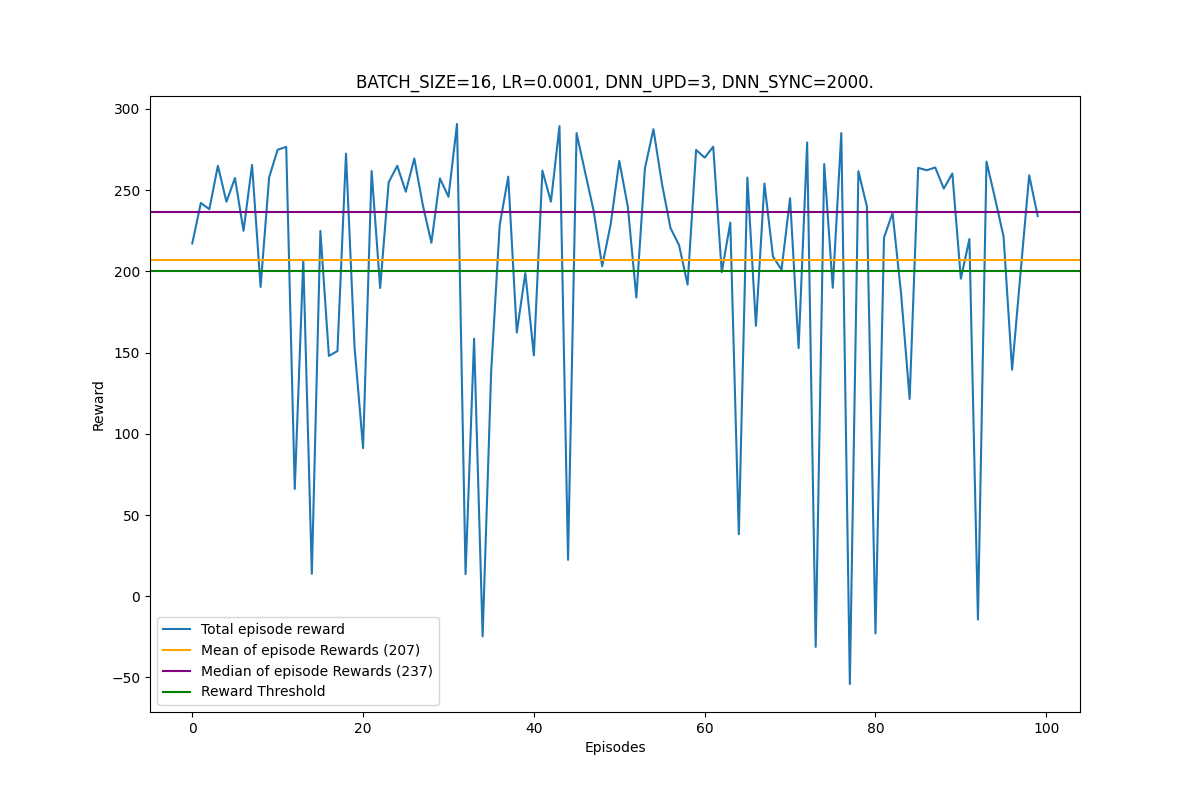 BATCH_SIZE=16, LR=0.0001, DNN_UPD=3, DNN_SYNC=2000.
300
250
200
150
100
50
0
−50
Reward
Total episode reward
Mean of episode Rewards (207)
Median of episode Rewards (237)
Reward Threshold
0 20 40 60 80 100
Episodes